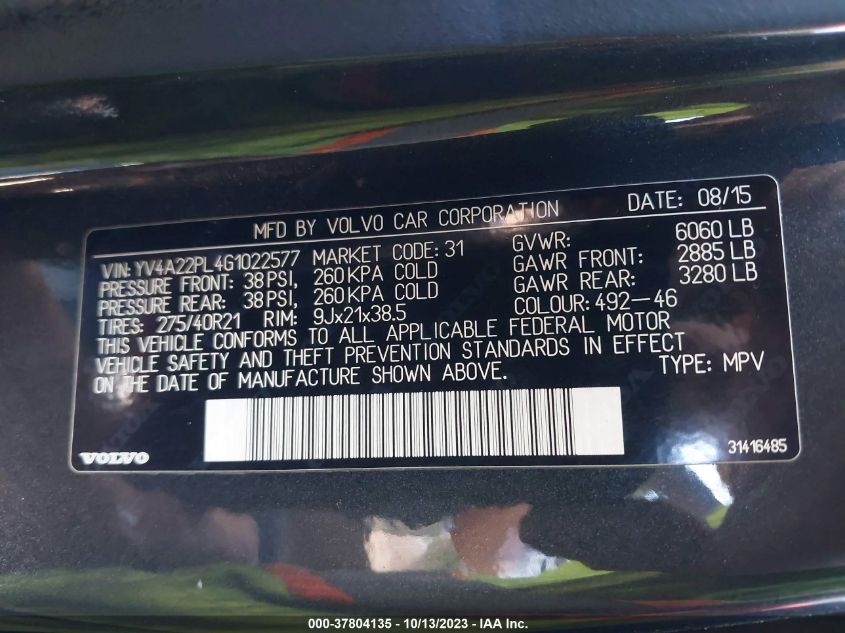 MFD BY VOLVO CAR CORPORATION DATE: 08/15
VIN: YV4A22PL4G1022577 MARKET CODE: 31 GVWR: 6060 LB
PRESSURE FRONT: 38 PSI, 260 KPA COLD GAWR FRONT: 2885 LB
PRESSURE REAR: 38 PSI, 260 KPA COLD GAWR REAR: 3280 LB
TIRES: 275/40R21 RIM: 9Jx21x38.5 COLOUR: 492-46
THIS VEHICLE CONFORMS TO ALL APPLICABLE FEDERAL MOTOR
VEHICLE SAFETY AND THEFT PREVENTION STANDARDS IN EFFECT
ON THE DATE OF MANUFACTURE SHOWN ABOVE. TYPE: MPV
VOLVO 31416485
000-37804135 - 10/13/2023 - IAA Inc.